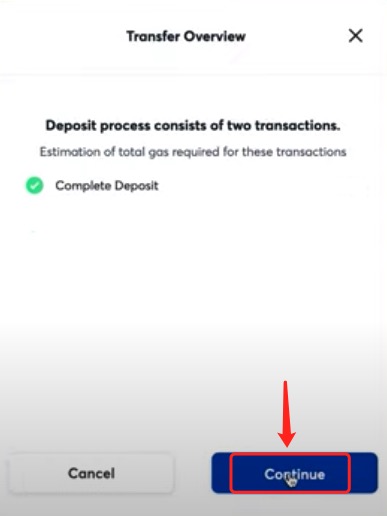 Transfer Overview
Deposit process consists of two transactions.
Estimation of total gas required for these transactions
Complete Deposit
Cancel
Continue